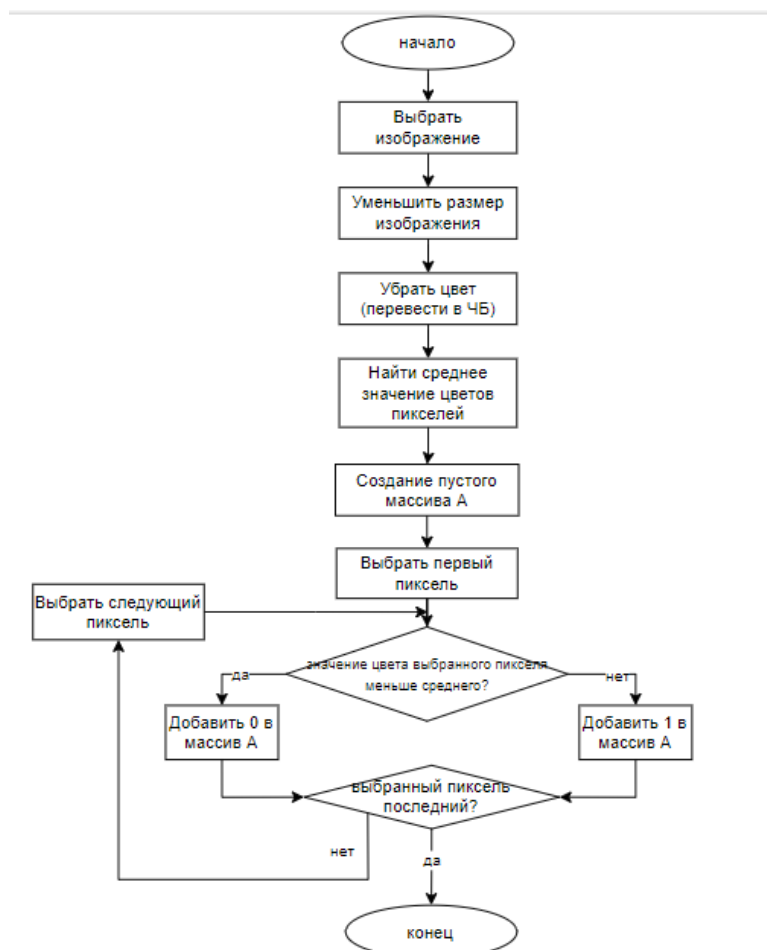 начало
Выбрать
изображение
Уменьшить размер
изображения
Убрать цвет
(перевести в ЧБ)
Найти среднее
значение цветов
пикселей
Создание пустого
массива А
Выбрать первый
пиксель
Выбрать следующий
пиксель
значение цвета выбранного пикселя
меньше среднего?
да
нет
Добавить 0 в
массив А
Добавить 1 в
массив А
выбранный пиксель
последний?
нет
да
конец